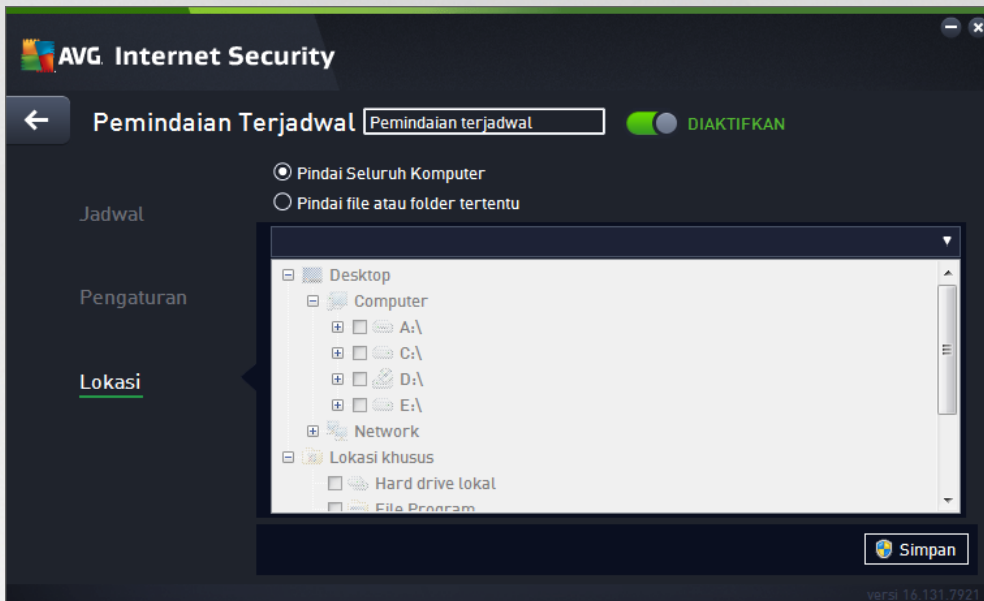 AVG Internet Security
Pemindaian Terjadwal Pemindaian terjadwal DIAKTIFKAN
Pindai Seluruh Komputer
Pindai file atau folder tertentu
Jadwal
Pengaturan
Lokasi
Desktop
Computer
A:\
C:\
D:\
E:\
Network
Lokasi khusus
Hard drive lokal
File Program
Simpan
versi 16.131.7921